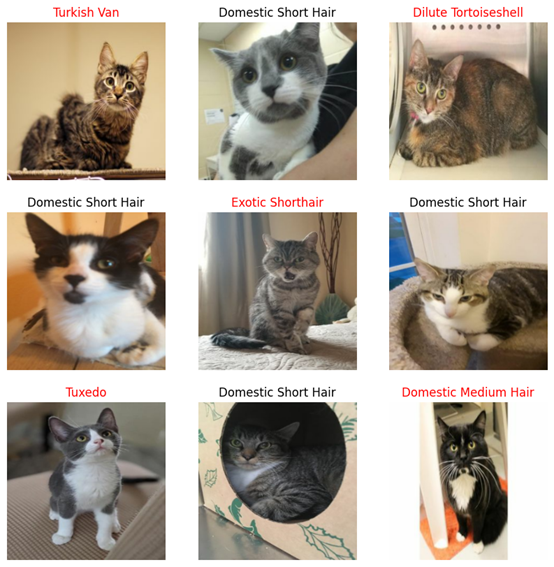 Turkish Van
Domestic Short Hair
Dilute Tortoiseshell
Domestic Short Hair
Exotic Shorthair
Domestic Short Hair
Tuxedo
Domestic Short Hair
Domestic Medium Hair